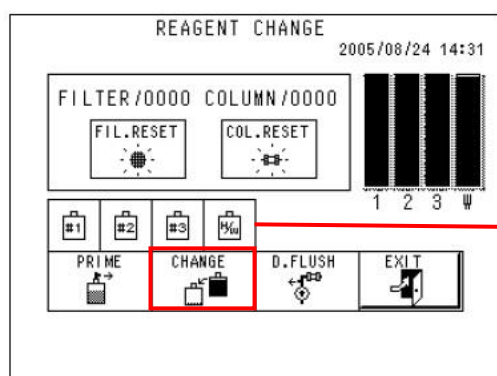 REAGENT CHANGE
2005/08/24 14:31
FILTER/0000 COLUMN/0000
FIL.RESET COL.RESET
1 2 3 W
#1 #2 #3 H/W
PRIME CHANGE D.FLUSH EXIT